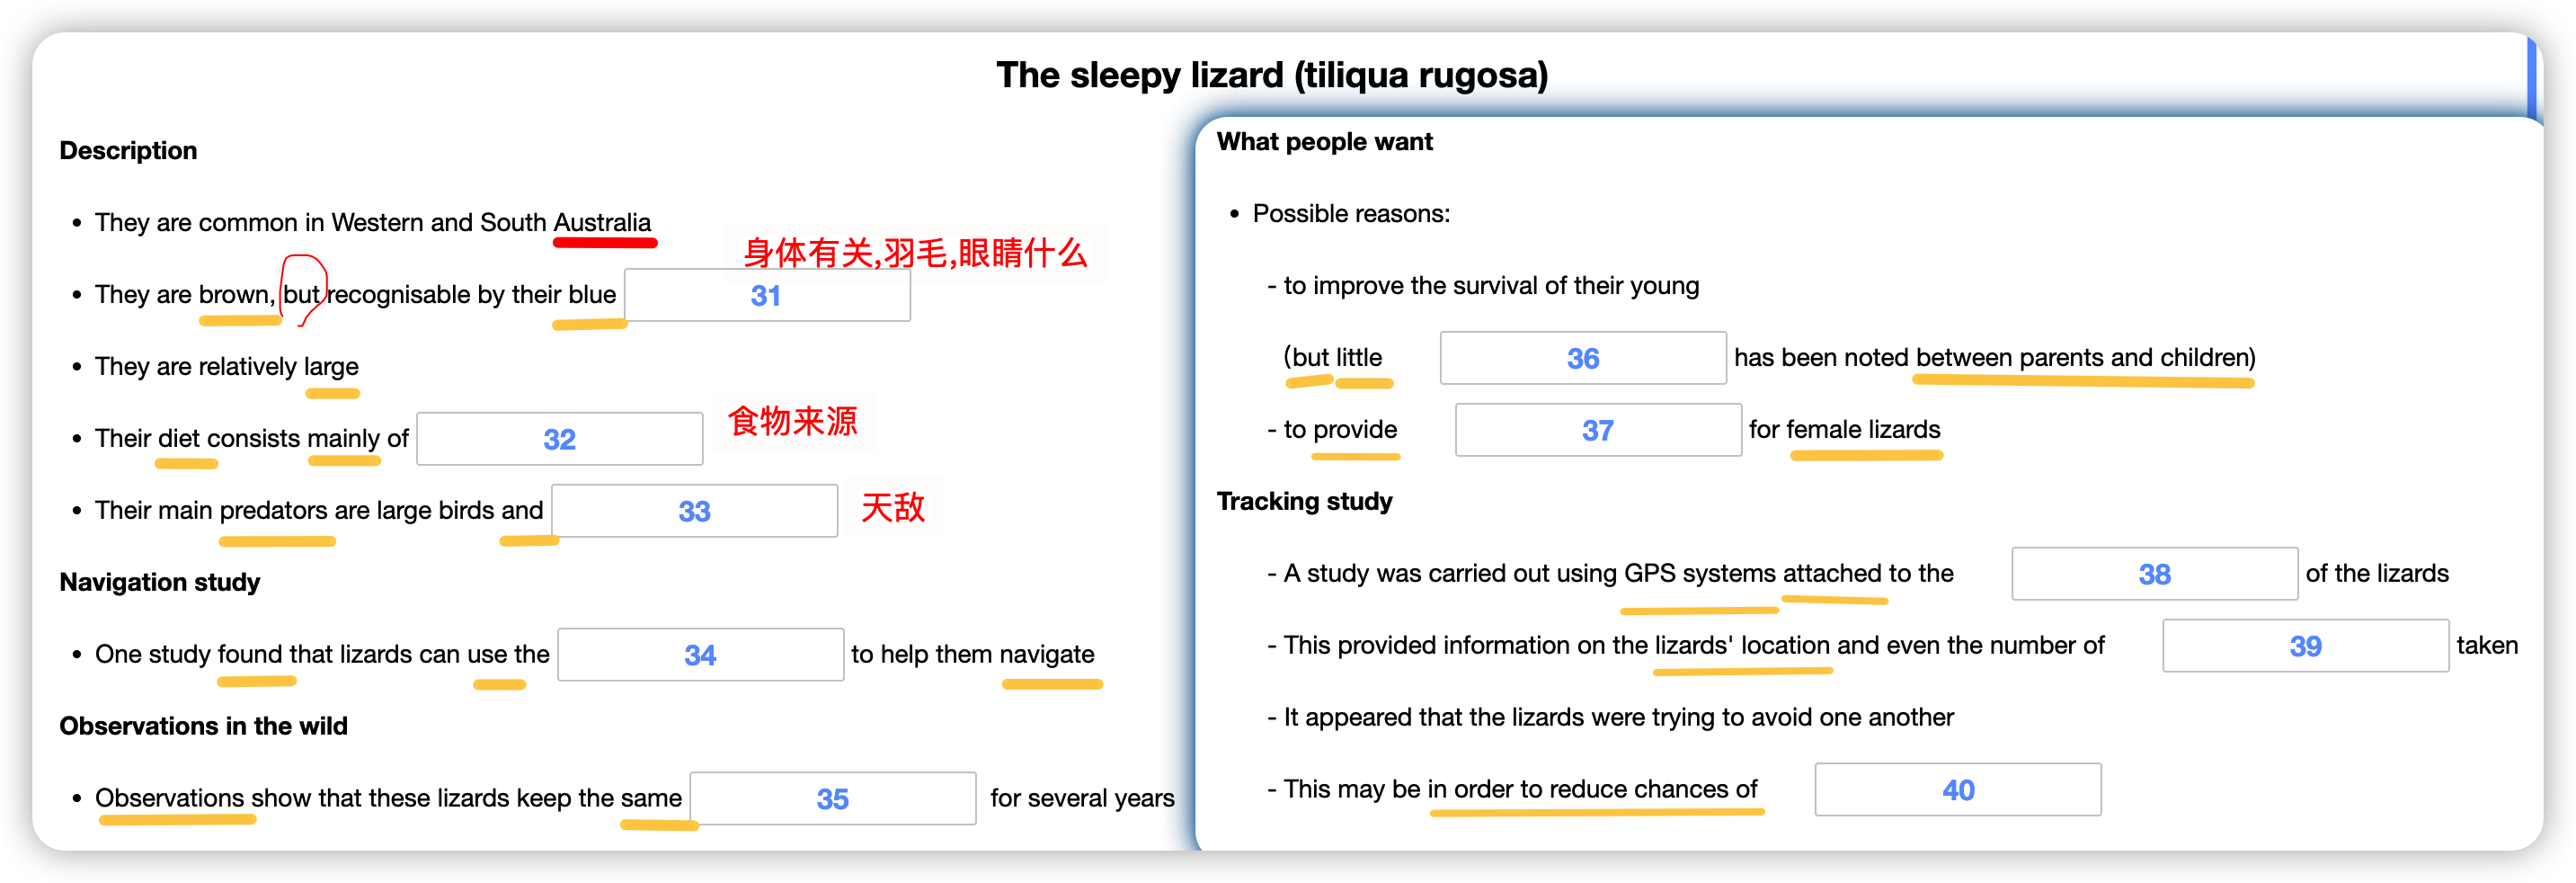 The sleepy lizard (tiliqua rugosa)
Description
• They are common in Western and South Australia
身体有关,羽毛,眼睛什么
• They are brown, but recognisable by their blue 31
• They are relatively large
• Their diet consists mainly of 32 食物来源
• Their main predators are large birds and 33 天敌
Navigation study
• One study found that lizards can use the 34 to help them navigate
Observations in the wild
• Observations show that these lizards keep the same 35 for several years
What people want
• Possible reasons:
- to improve the survival of their young
(but little 36 has been noted between parents and children)
- to provide 37 for female lizards
Tracking study
- A study was carried out using GPS systems attached to the 38 of the lizards
- This provided information on the lizards' location and even the number of 39 taken
- It appeared that the lizards were trying to avoid one another
- This may be in order to reduce chances of 40